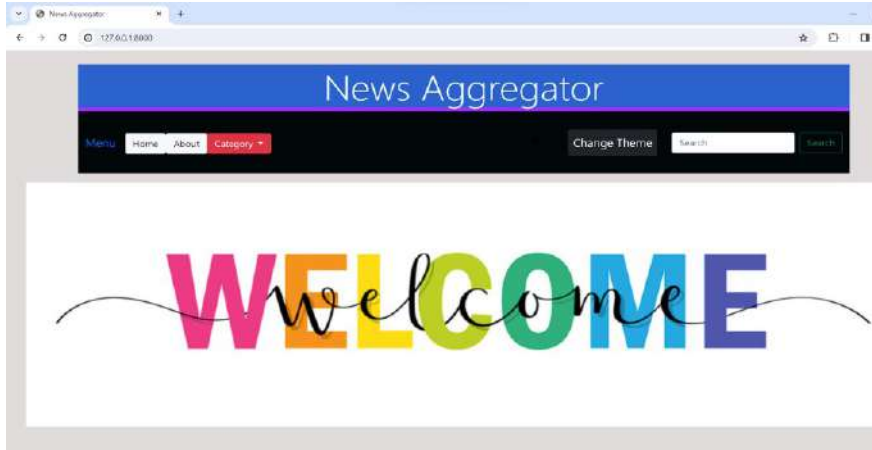 News Aggregator
127.0.0.1:8000
News Aggregator
Menu Home About Category Change Theme Search Search
WELCOME
welcome